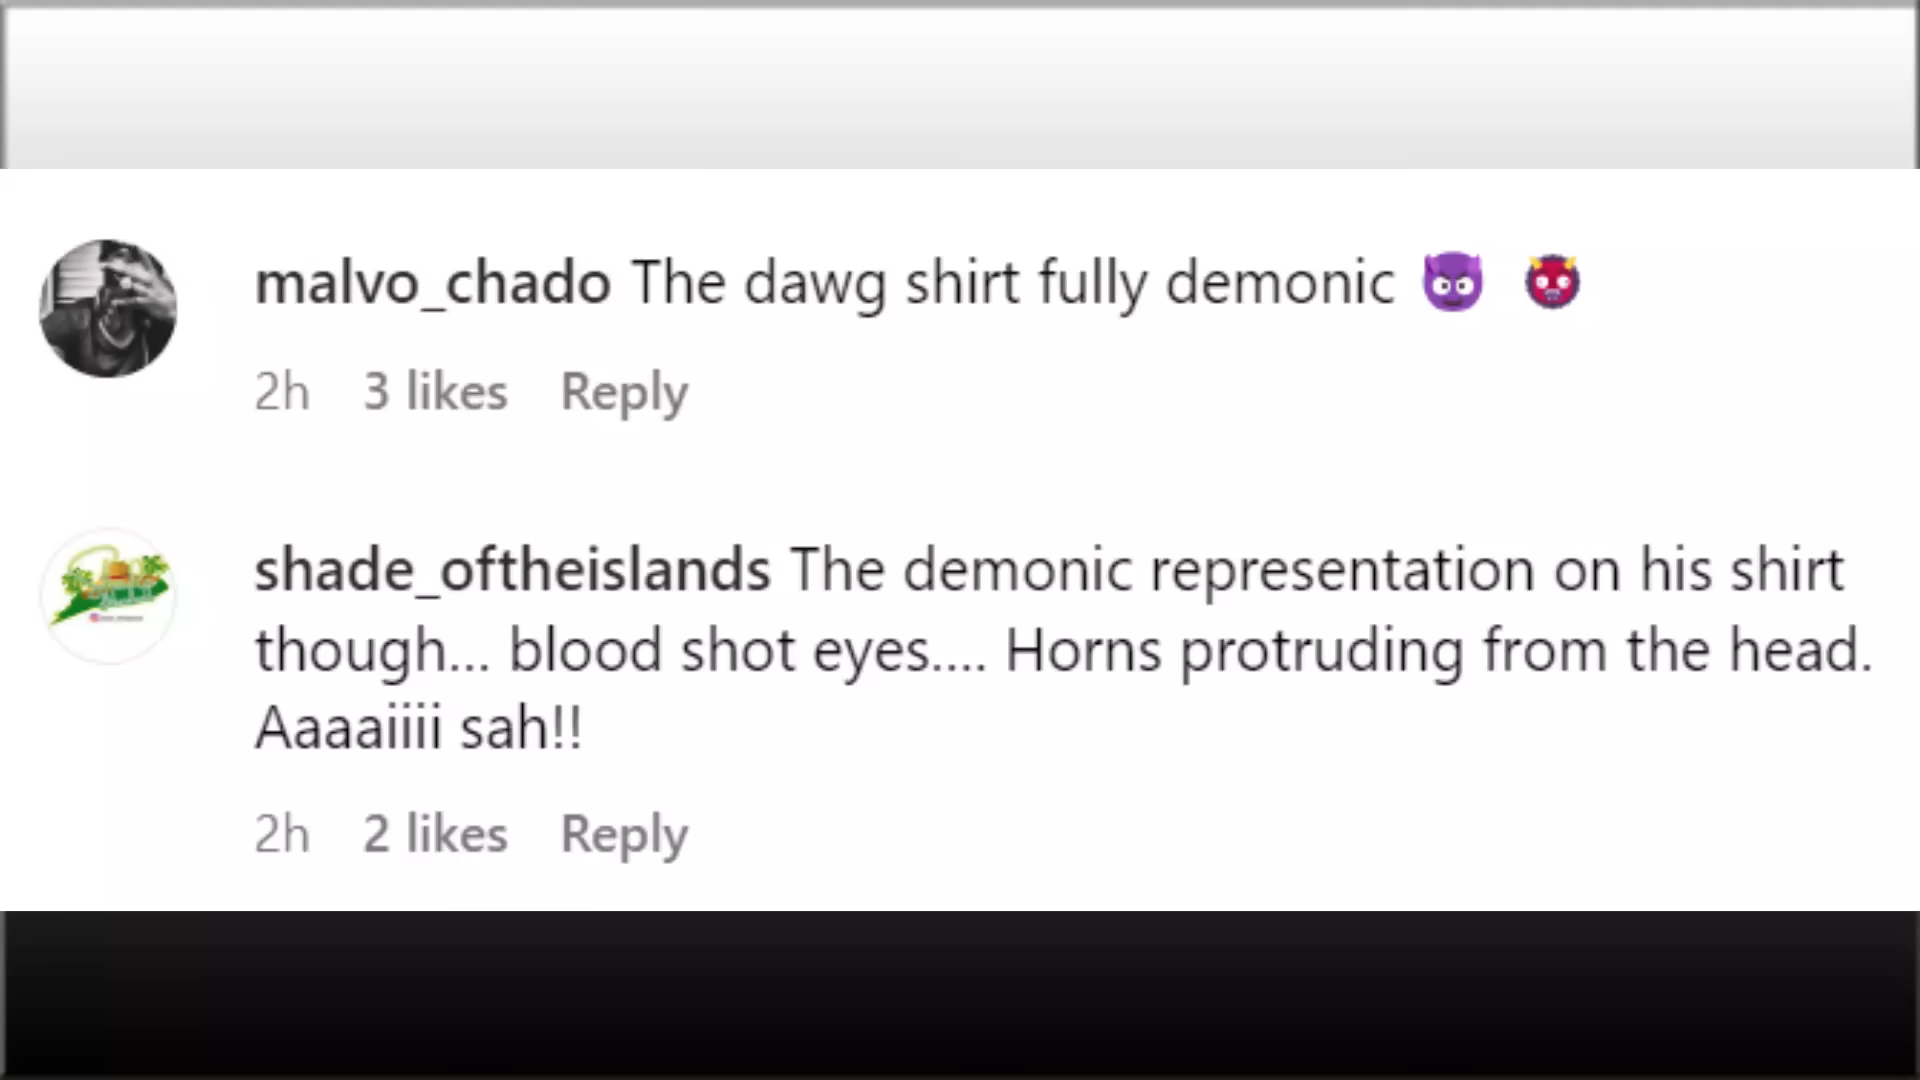 malvo_chado The dawg shirt fully demonic 😈 👹
2h 3 likes Reply
shade_oftheislands The demonic representation on his shirt
though... blood shot eyes.... Horns protruding from the head.
Aaaaiiii sah!!
2h 2 likes Reply